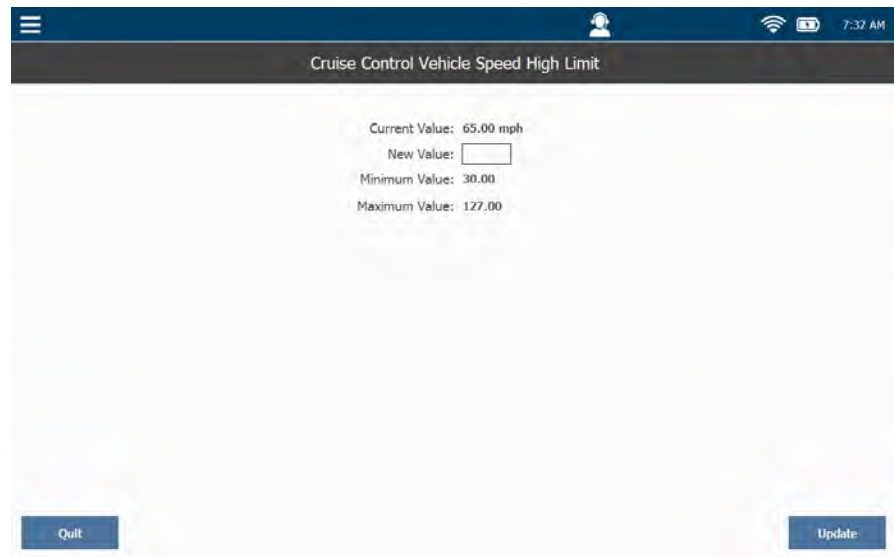 7:32 AM
Cruise Control Vehicle Speed High Limit
Current Value: 65.00 mph
New Value:
Minimum Value: 30.00
Maximum Value: 127.00
Quit
Update